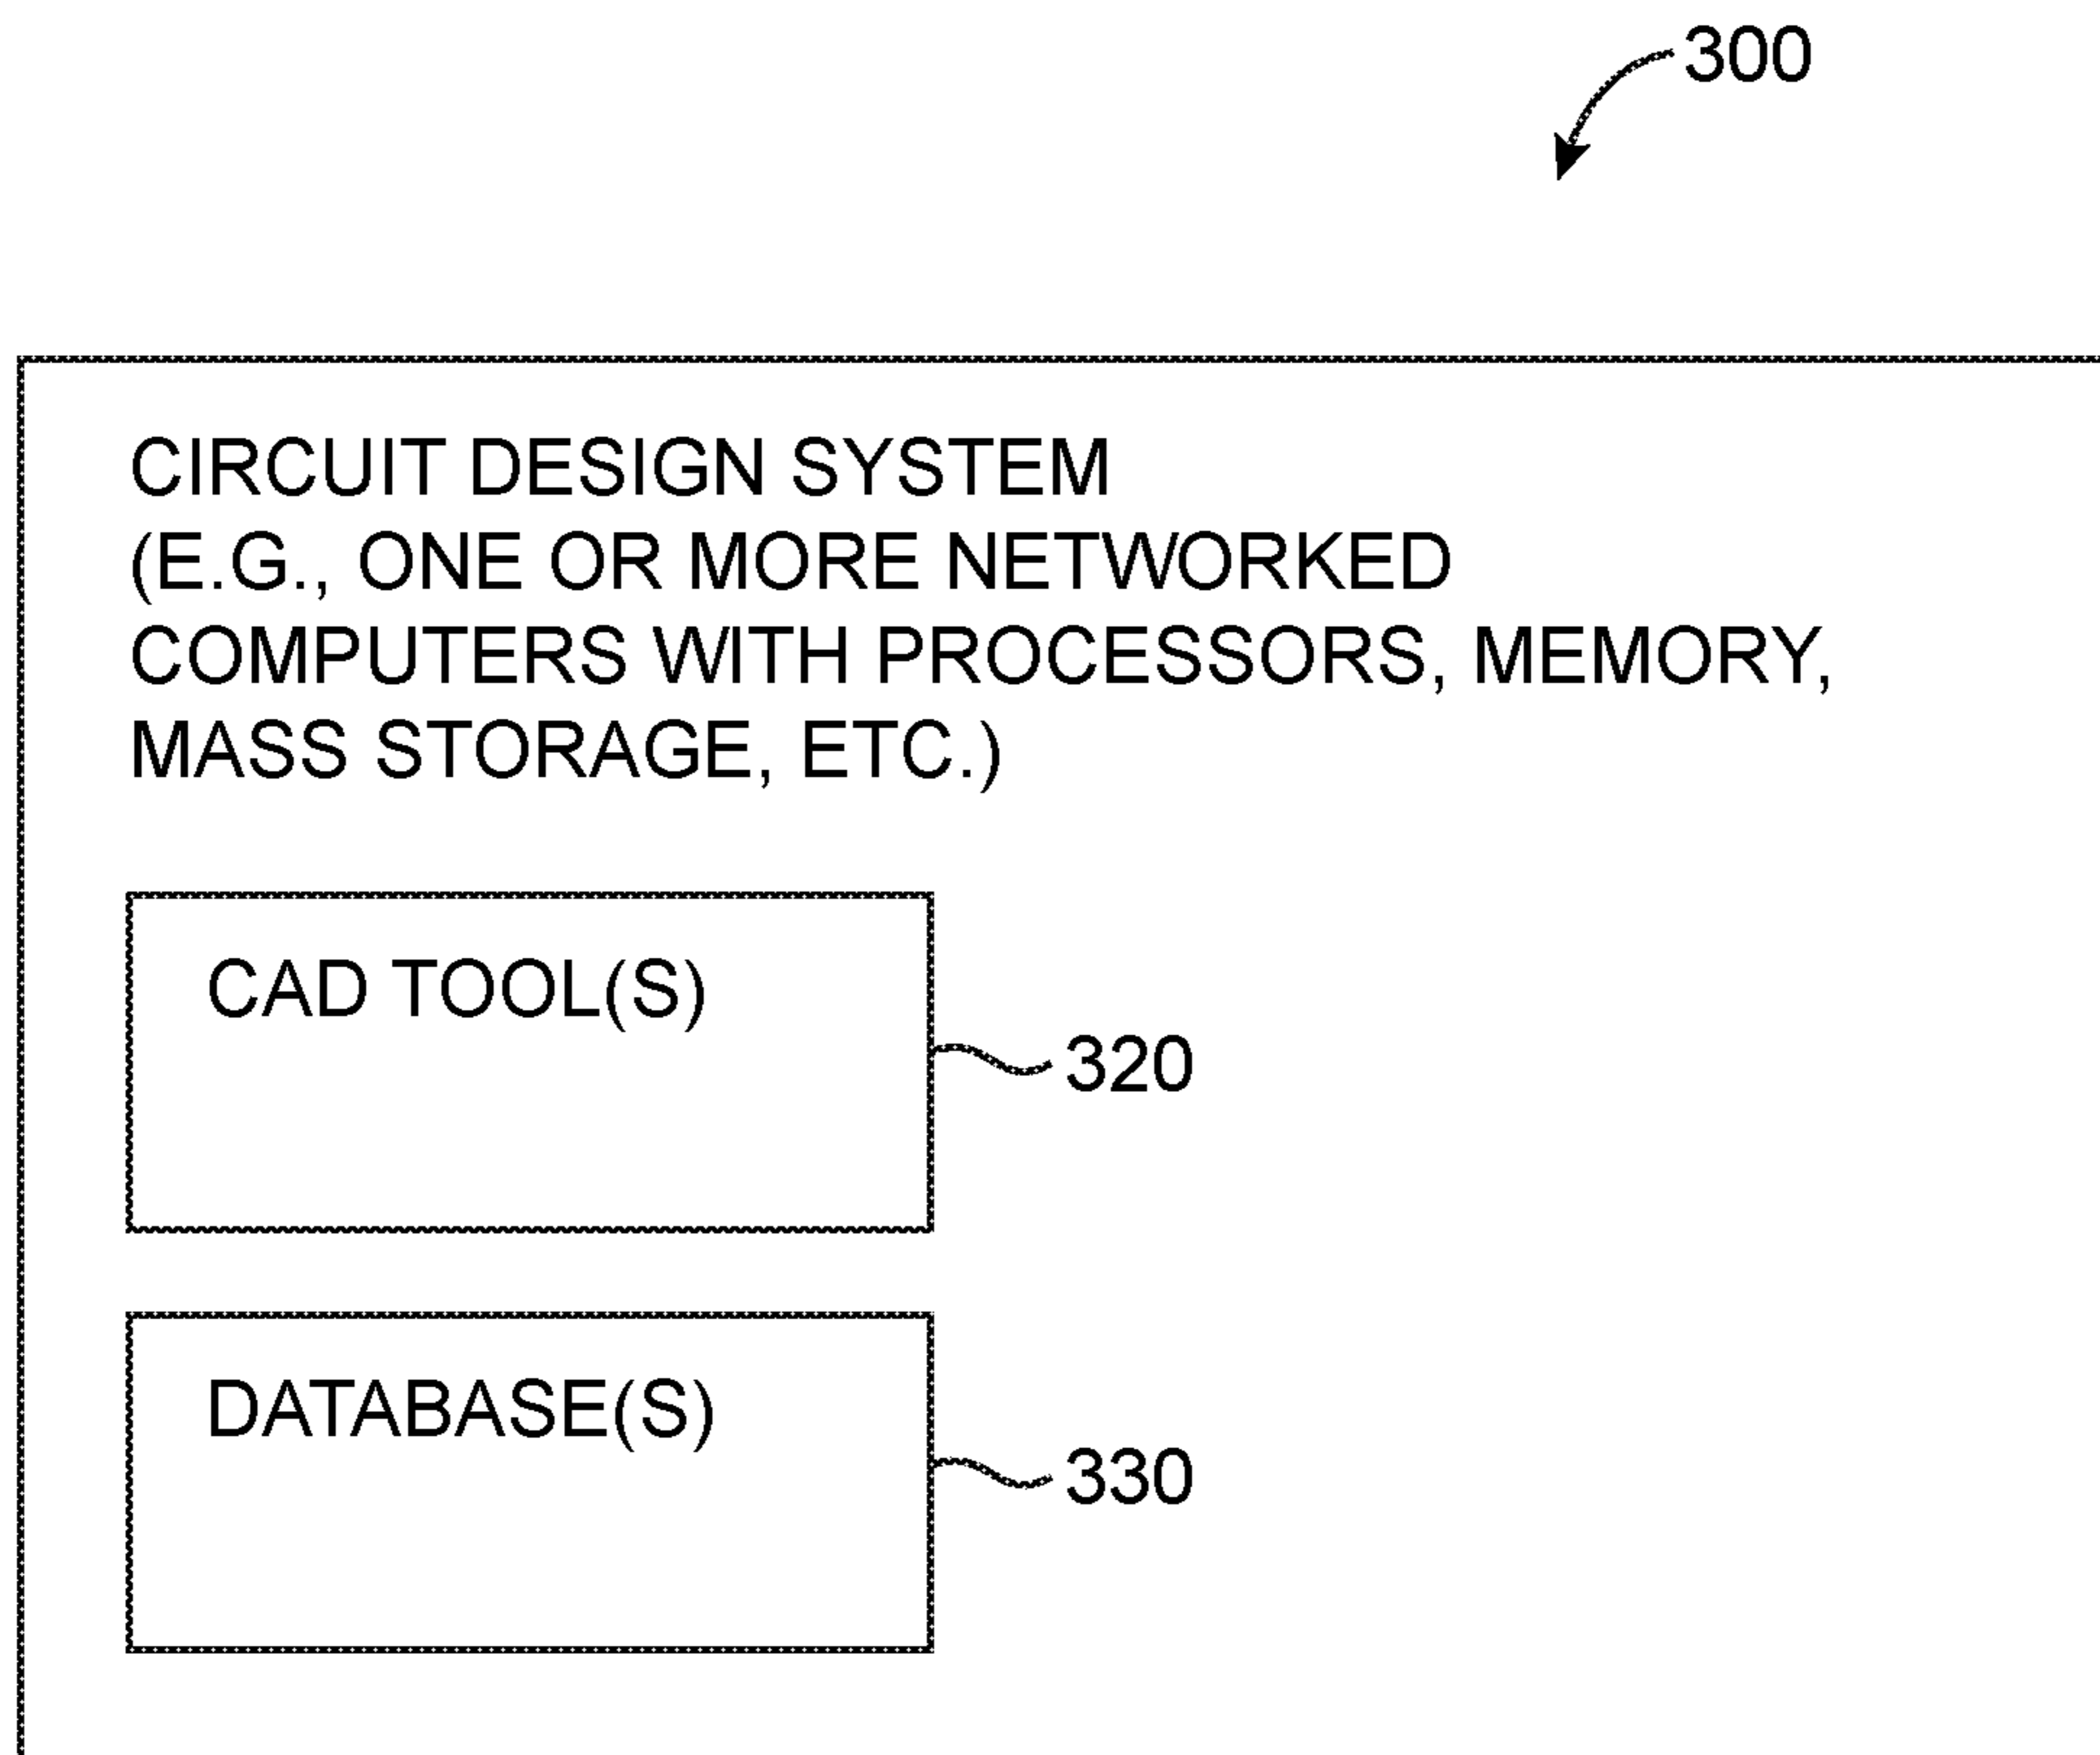 300
CIRCUIT DESIGN SYSTEM
(E.G., ONE OR MORE NETWORKED
COMPUTERS WITH PROCESSORS, MEMORY,
MASS STORAGE, ETC.)
CAD TOOL(S)
320
DATABASE(S)
330